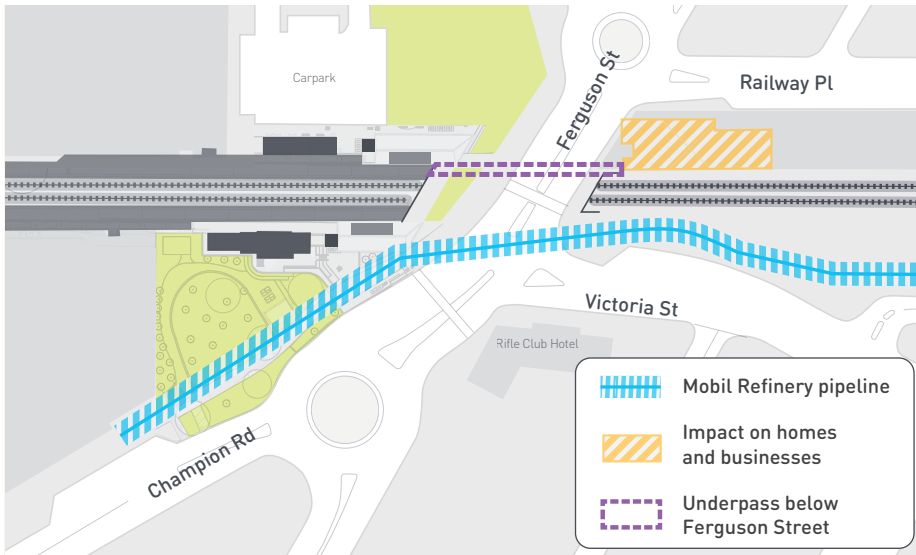 Carpark
Ferguson St
Railway Pl
Victoria St
Rifle Club Hotel
Champion Rd
Mobil Refinery pipeline
Impact on homes
and businesses
Underpass below
Ferguson Street